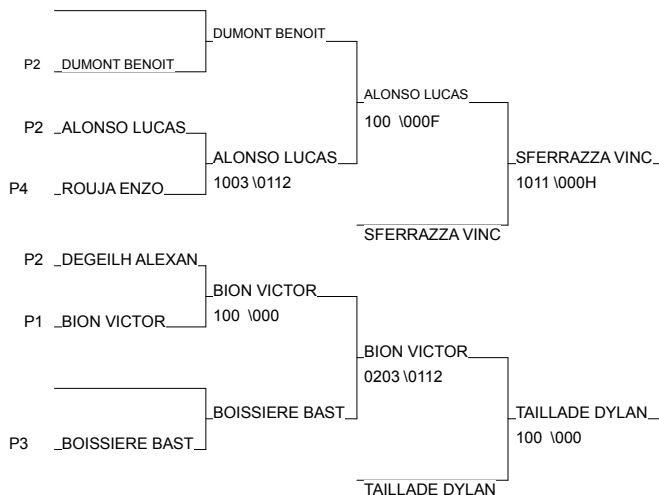 DUMONT BENOIT
P2 DUMONT BENOIT
ALONSO LUCAS
100 \000F
P2 ALONSO LUCAS
ALONSO LUCAS
1003 \0112
SFERRAZZA VINC
1011 \000H
P4 ROUJA ENZO
SFERRAZZA VINC
P2 DEGEILH ALEXAN
BION VICTOR
100 \000
P1 BION VICTOR
BION VICTOR
0203 \0112
BOISSIERE BAST
TAILLADE DYLAN
100 \000
P3 BOISSIERE BAST
TAILLADE DYLAN